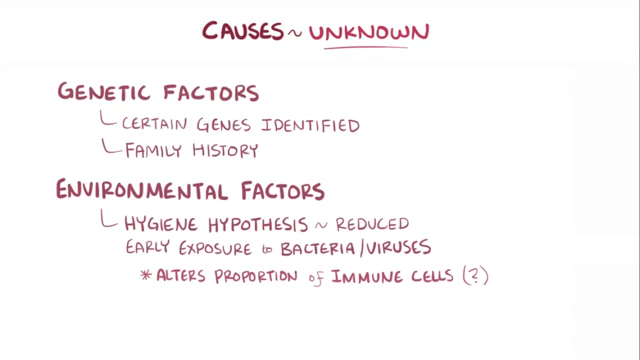 CAUSES ~ UNKNOWN
GENETIC FACTORS
CERTAIN GENES IDENTIFIED
FAMILY HISTORY
ENVIRONMENTAL FACTORS
HYGIENE HYPOTHESIS ~ REDUCED
EARLY EXPOSURE to BACTERIA/VIRUSES
* ALTERS PROPORTION of IMMUNE CELLS (?)